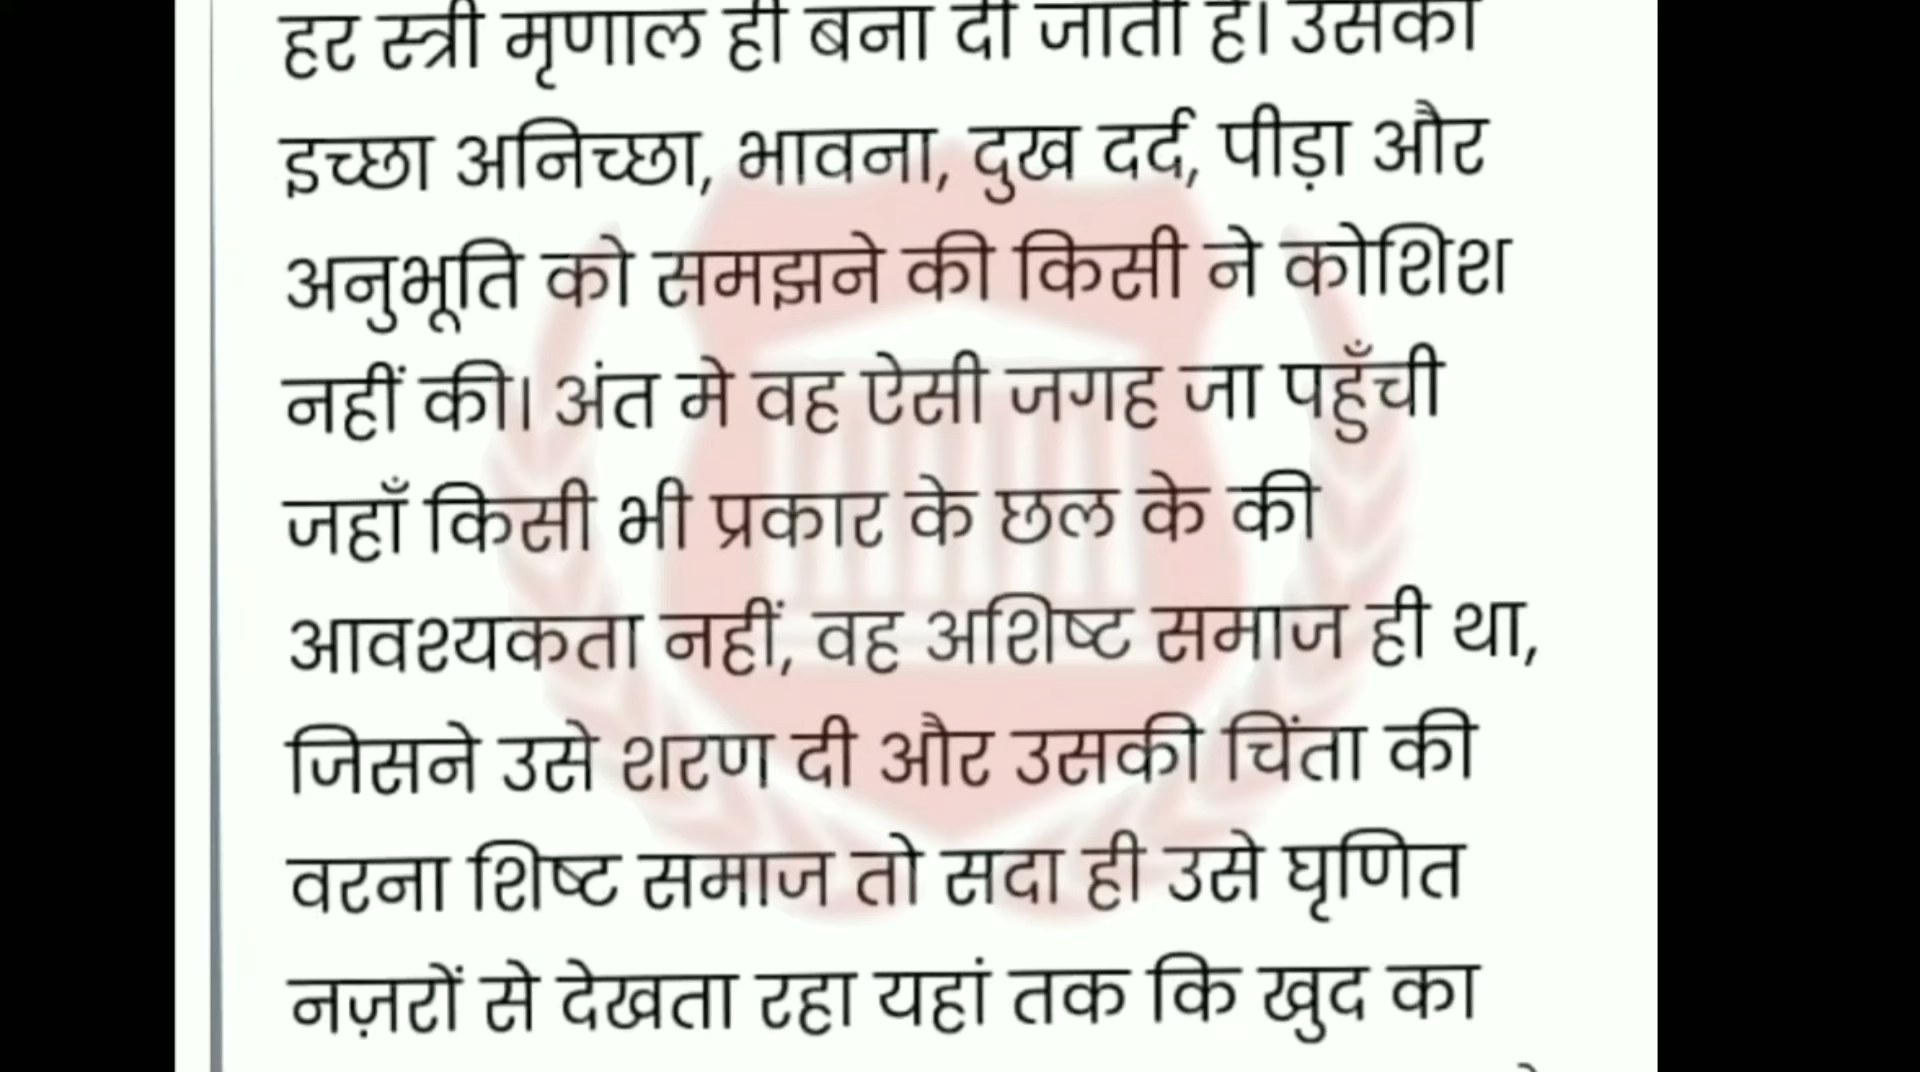 हर स्त्री मृणाल ही बना दी जाती है। उसकी
इच्छा अनिच्छा, भावना, दुख दर्द, पीड़ा और
अनुभूति को समझने की किसी ने कोशिश
नहीं की। अंत मे वह ऐसी जगह जा पहुँची
जहाँ किसी भी प्रकार के छल के की
आवश्यकता नहीं, वह अशिष्ट समाज ही था,
जिसने उसे शरण दी और उसकी चिंता की
वरना शिष्ट समाज तो सदा ही उसे घृणित
नज़रों से देखता रहा यहां तक कि खुद का